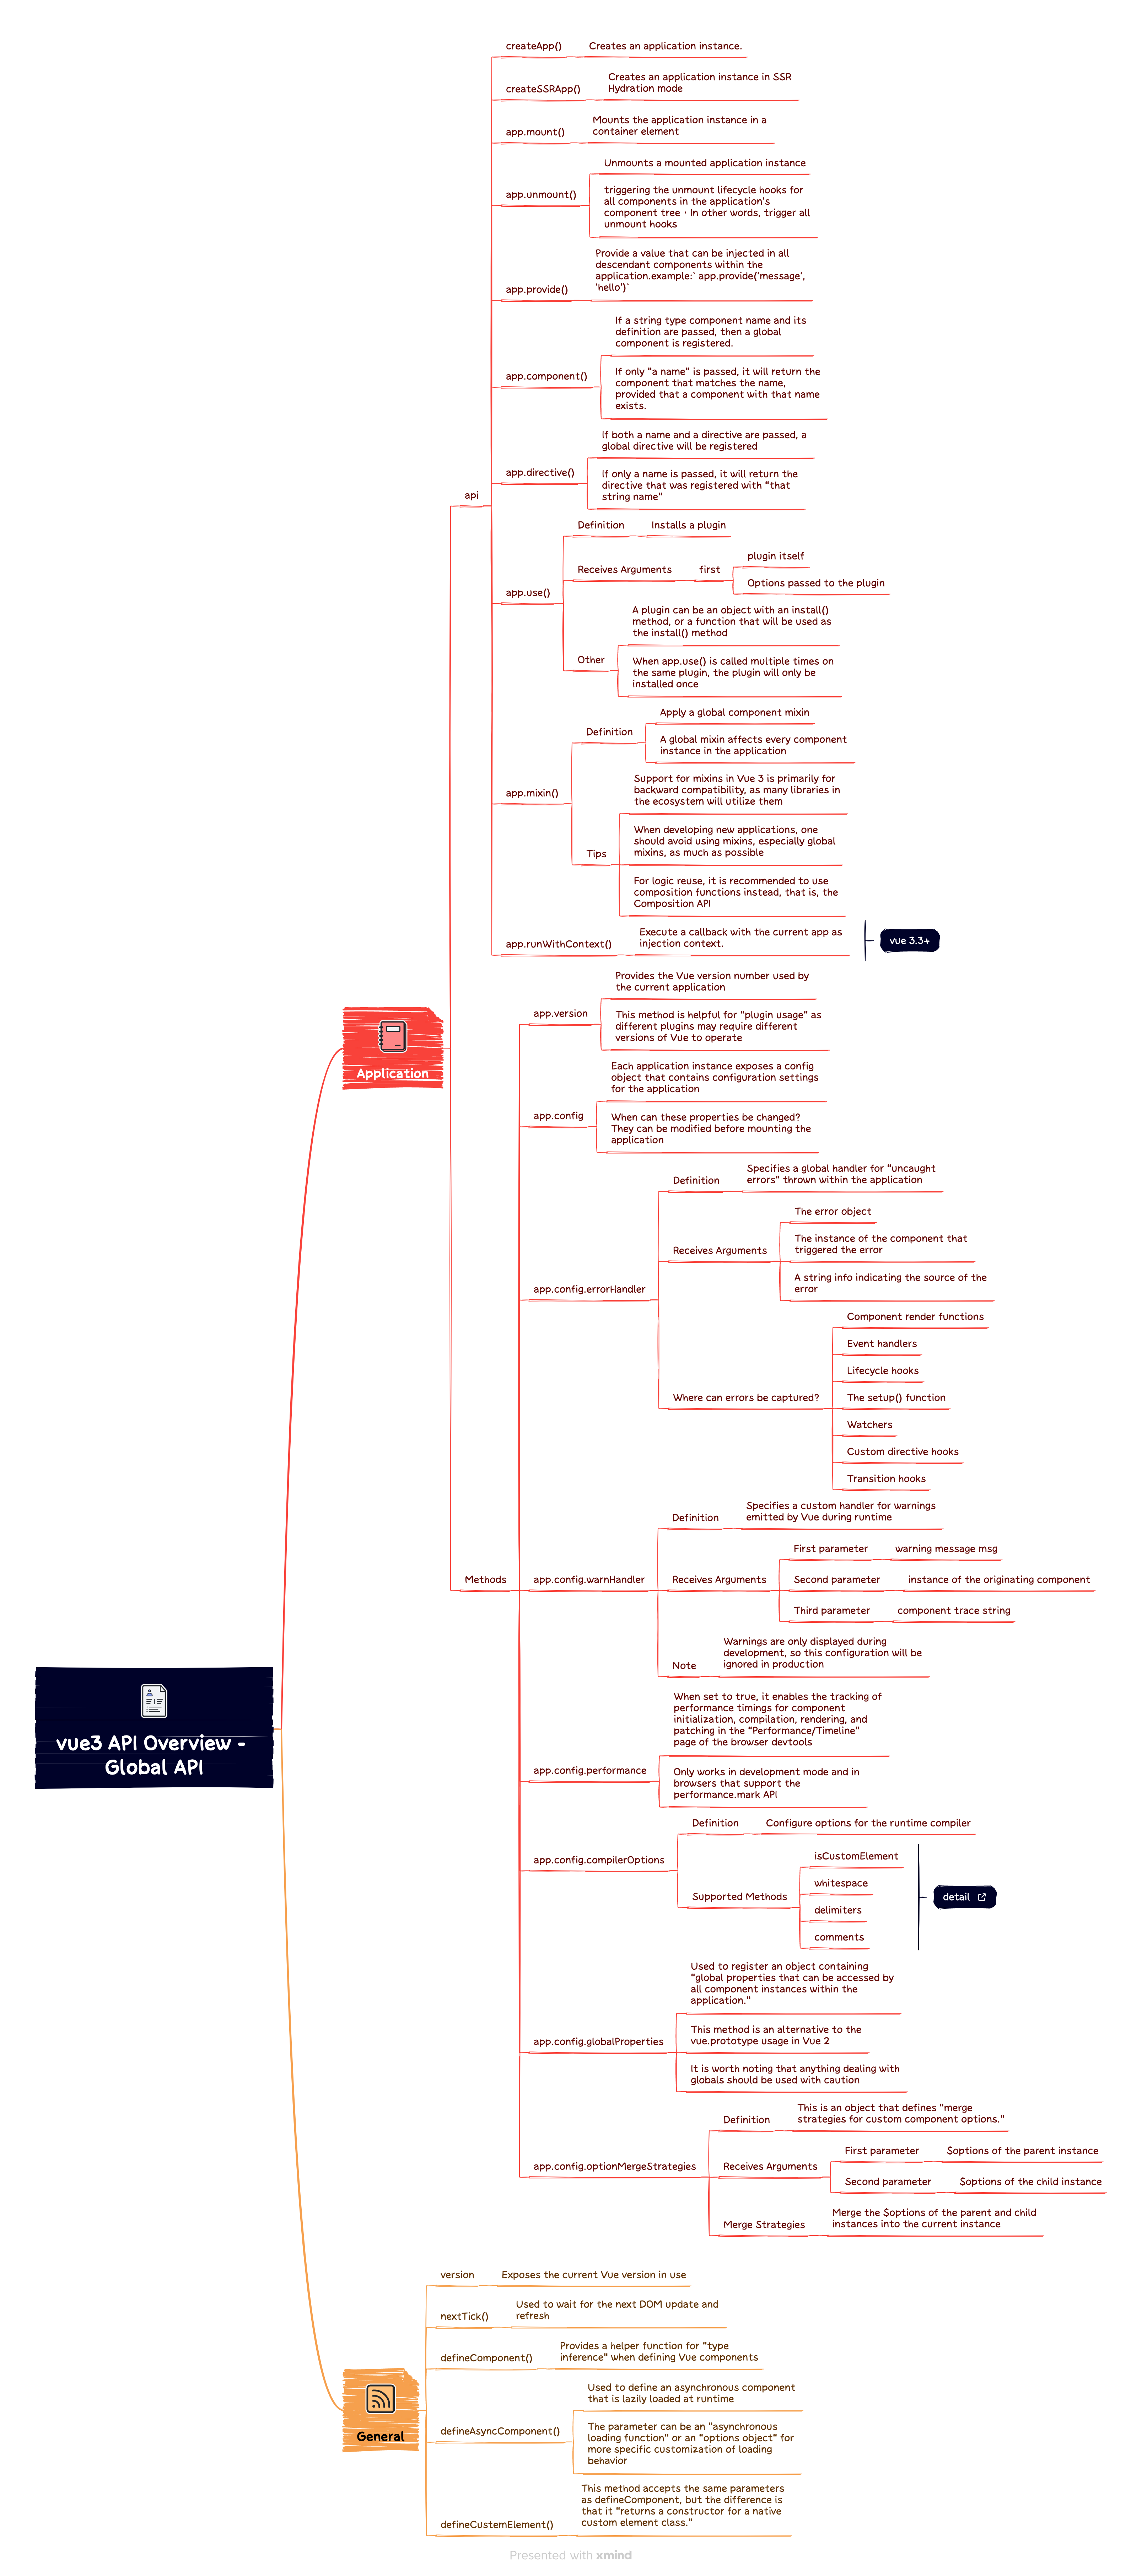 createApp()
Creates an application instance.
createSSRApp()
Creates an application instance in SSR
Hydration mode
app.mount()
Mounts the application instance in a
container element
app.unmount()
Unmounts a mounted application instance
triggering the unmount lifecycle hooks for
all components in the application's
component tree · In other words, trigger all
unmount hooks
app.provide()
Provide a value that can be injected in all
descendant components within the
application.example:` app.provide('message',
'hello')`
app.component()
If a string type component name and its
definition are passed, then a global
component is registered.
If only "a name" is passed, it will return the
component that matches the name,
provided that a component with that name
exists.
app.directive()
If both a name and a directive are passed, a
global directive will be registered
If only a name is passed, it will return the
directive that was registered with "that
string name"
api
app.use()
Definition
Installs a plugin
Receives Arguments
first
plugin itself
Options passed to the plugin
Other
A plugin can be an object with an install()
method, or a function that will be used as
the install() method
When app.use() is called multiple times on
the same plugin, the plugin will only be
installed once
app.mixin()
Definition
Apply a global component mixin
A global mixin affects every component
instance in the application
Tips
Support for mixins in Vue 3 is primarily for
backward compatibility, as many libraries in
the ecosystem will utilize them
When developing new applications, one
should avoid using mixins, especially global
mixins, as much as possible
For logic reuse, it is recommended to use
composition functions instead, that is, the
Composition API
app.runWithContext()
Execute a callback with the current app as
injection context.
vue 3.3+
Application
app.version
Provides the Vue version number used by
the current application
This method is helpful for "plugin usage" as
different plugins may require different
versions of Vue to operate
app.config
Each application instance exposes a config
object that contains configuration settings
for the application
When can these properties be changed?
They can be modified before mounting the
application
app.config.errorHandler
Definition
Specifies a global handler for "uncaught
errors" thrown within the application
Receives Arguments
The error object
The instance of the component that
triggered the error
A string info indicating the source of the
error
Where can errors be captured?
Component render functions
Event handlers
Lifecycle hooks
The setup() function
Watchers
Custom directive hooks
Transition hooks
Methods
app.config.warnHandler
Definition
Specifies a custom handler for warnings
emitted by Vue during runtime
Receives Arguments
First parameter
warning message msg
Second parameter
instance of the originating component
Third parameter
component trace string
Note
Warnings are only displayed during
development, so this configuration will be
ignored in production
app.config.performance
When set to true, it enables the tracking of
performance timings for component
initialization, compilation, rendering, and
patching in the "Performance/Timeline"
page of the browser devtools
Only works in development mode and in
browsers that support the
performance.mark API
app.config.compilerOptions
Definition
Configure options for the runtime compiler
Supported Methods
isCustomElement
whitespace
delimiters
comments
detail
app.config.globalProperties
Used to register an object containing
"global properties that can be accessed by
all component instances within the
application."
This method is an alternative to the
vue.prototype usage in Vue 2
It is worth noting that anything dealing with
globals should be used with caution
app.config.optionMergeStrategies
Definition
This is an object that defines "merge
strategies for custom component options."
Receives Arguments
First parameter
$options of the parent instance
Second parameter
$options of the child instance
Merge Strategies
Merge the $options of the parent and child
instances into the current instance
vue3 API Overview -
Global API
General
version
Exposes the current Vue version in use
nextTick()
Used to wait for the next DOM update and
refresh
defineComponent()
Provides a helper function for "type
inference" when defining Vue components
defineAsyncComponent()
Used to define an asynchronous component
that is lazily loaded at runtime
The parameter can be an "asynchronous
loading function" or an "options object" for
more specific customization of loading
behavior
defineCustemElement()
This method accepts the same parameters
as defineComponent, but the difference is
that it "returns a constructor for a native
custom element class."
Presented with xmind